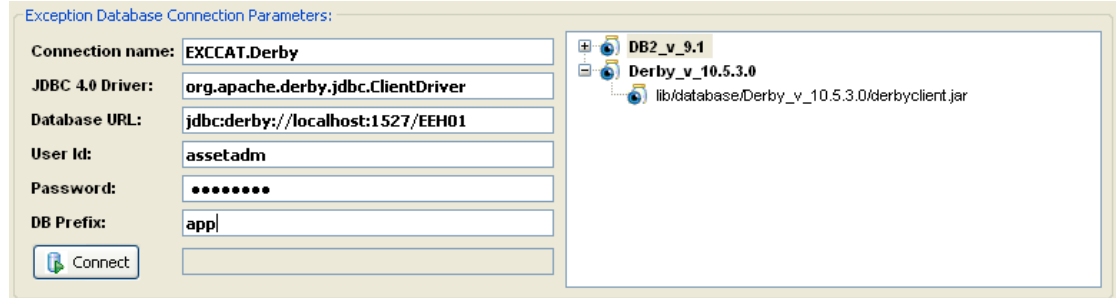 Exception Database Connection Parameters:
Connection name: EXCCAT.Derby
JDBC 4.0 Driver: org.apache.derby.jdbc.ClientDriver
Database URL: jdbc:derby://localhost:1527/EEH01
User Id: assetadm
Password: ●●●●●●●●
DB Prefix: app
Connect
DB2_v_9.1
Derby_v_10.5.3.0
lib/database/Derby_v_10.5.3.0/derbyclient.jar